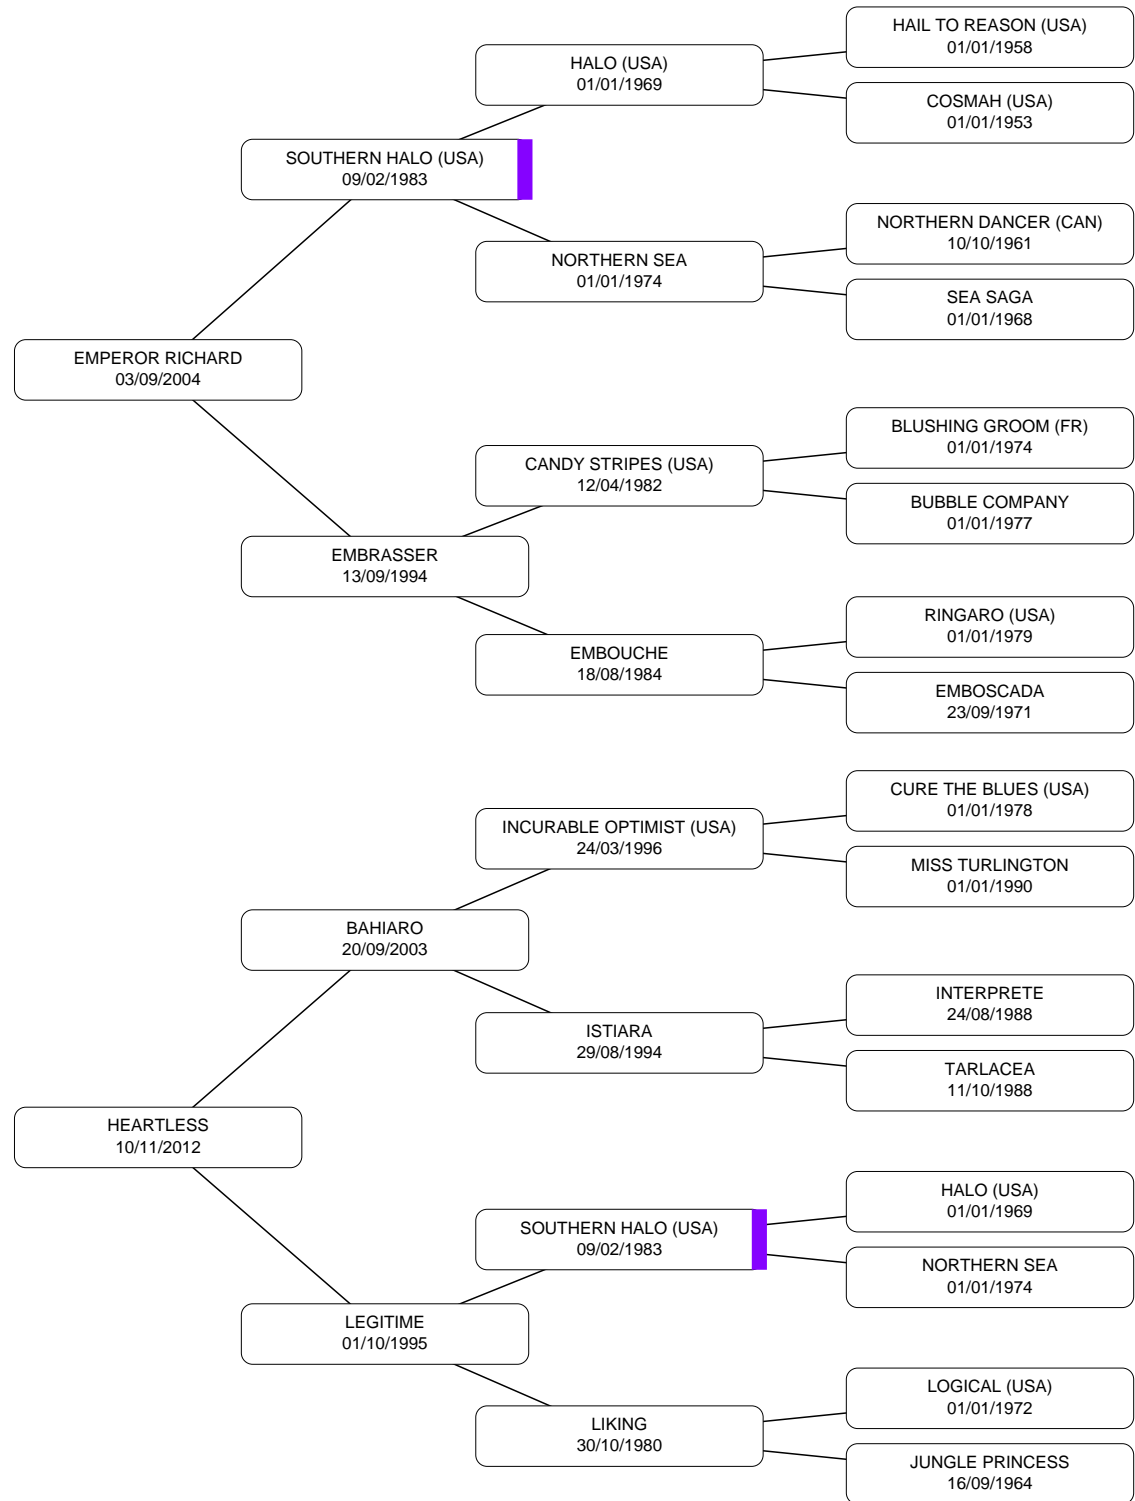 HAIL TO REASON (USA)
01/01/1958
HALO (USA)
01/01/1969
COSMAH (USA)
01/01/1953
SOUTHERN HALO (USA)
09/02/1983
NORTHERN DANCER (CAN)
10/10/1961
NORTHERN SEA
01/01/1974
SEA SAGA
01/01/1968
EMPEROR RICHARD
03/09/2004
BLUSHING GROOM (FR)
01/01/1974
CANDY STRIPES (USA)
12/04/1982
BUBBLE COMPANY
01/01/1977
EMBRASSER
13/09/1994
RINGARO (USA)
01/01/1979
EMBOUCHE
18/08/1984
EMBOSCADA
23/09/1971
CURE THE BLUES (USA)
01/01/1978
INCURABLE OPTIMIST (USA)
24/03/1996
MISS TURLINGTON
01/01/1990
BAHIARO
20/09/2003
INTERPRETE
24/08/1988
ISTIARA
29/08/1994
TARLACEA
11/10/1988
HEARTLESS
10/11/2012
HALO (USA)
01/01/1969
SOUTHERN HALO (USA)
09/02/1983
NORTHERN SEA
01/01/1974
LEGITIME
01/10/1995
LOGICAL (USA)
01/01/1972
LIKING
30/10/1980
JUNGLE PRINCESS
16/09/1964